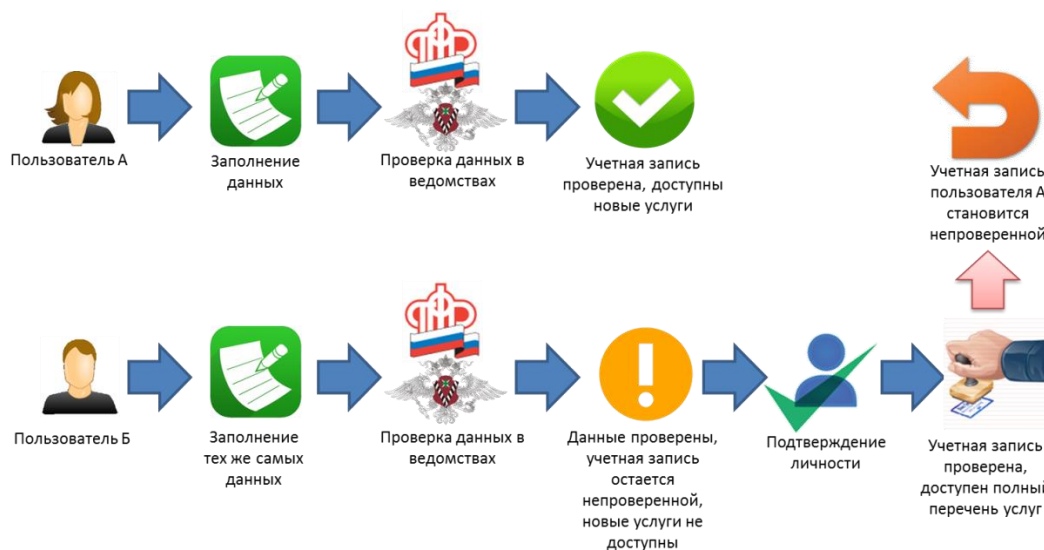 Пользователь А
Заполнение
данных
Проверка данных в
ведомствах
Учетная запись
проверена, доступны
новые услуги
Учетная запись
пользователя А
становится
непроверенной
Пользователь Б
Заполнение
тех же самых
данных
Проверка данных в
ведомствах
Данные проверены,
учетная запись
остается
непроверенной,
новые услуги не
доступны
Подтверждение
личности
Учетная запись
проверена,
доступен полный
перечень услуг